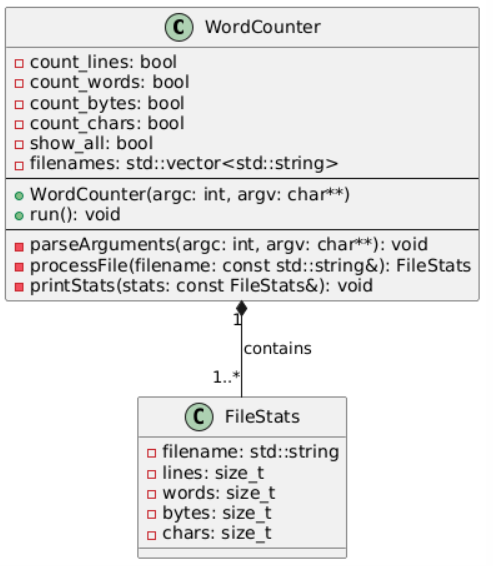 C WordCounter
count_lines: bool
count_words: bool
count_bytes: bool
count_chars: bool
show_all: bool
filenames: std::vector<std::string>
WordCounter(argc: int, argv: char**)
run(): void
parseArguments(argc: int, argv: char**): void
processFile(filename: const std::string&): FileStats
printStats(stats: const FileStats&): void
1
contains
1..*
C FileStats
filename: std::string
lines: size_t
words: size_t
bytes: size_t
chars: size_t